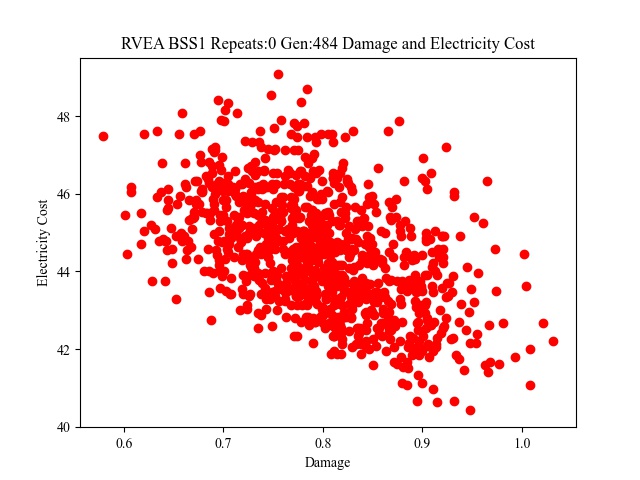 RVEA BSS1 Repeats:0 Gen:484 Damage and Electricity Cost
48
46
44
42
40
Electricity Cost
0.6 0.7 0.8 0.9 1.0
Damage